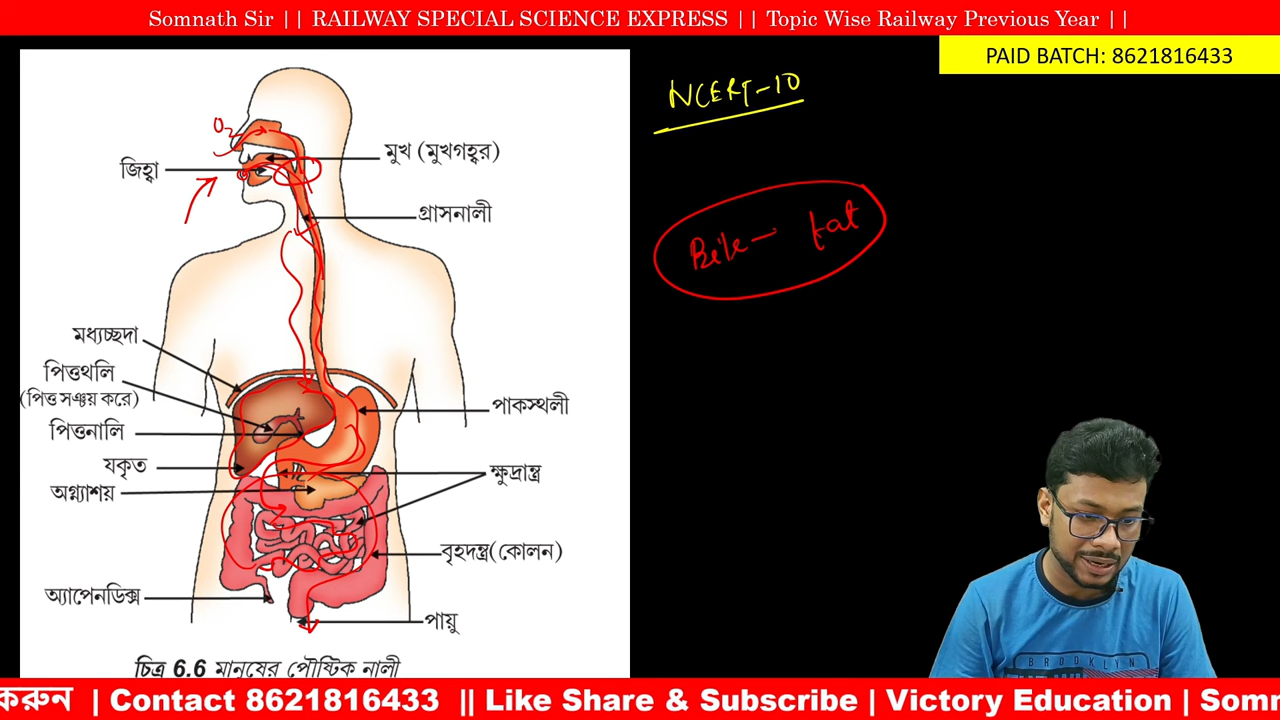 Somnath Sir || RAILWAY SPECIAL SCIENCE EXPRESS || Topic Wise Railway Previous Year ||
PAID BATCH: 8621816433
NCERT-10
O2
মুখ (মুখগহ্বর)
জিহ্বা
গ্রাসনালী
Bile - fat
মধ্যচ্ছদা
পিত্তথলি
(পিত্ত সঞ্চয় করে)
পিত্তনালি
পাকস্থলী
যকৃত
ক্ষুদ্রান্ত্র
অগ্ন্যাশয়
বৃহদন্ত্র(কোলন)
অ্যাপেনডিক্স
পায়ু
চিত্র 6.6 মানুষের পৌষ্টিক নালী
BROOKLYN
করুন | Contact 8621816433 || Like Share & Subscribe | Victory Education | Somn